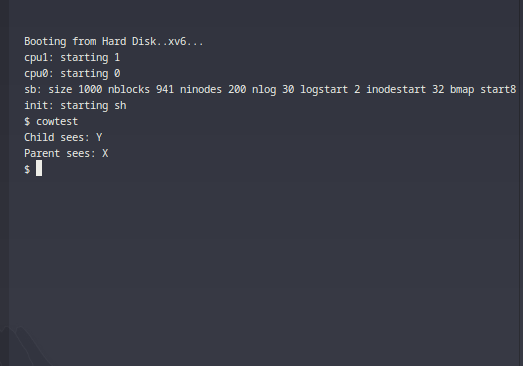 Booting from Hard Disk..xv6...
cpu1: starting 1
cpu0: starting 0
sb: size 1000 nblocks 941 ninodes 200 nlog 30 logstart 2 inodestart 32 bmap start8
init: starting sh
$ cowtest
Child sees: Y
Parent sees: X
$